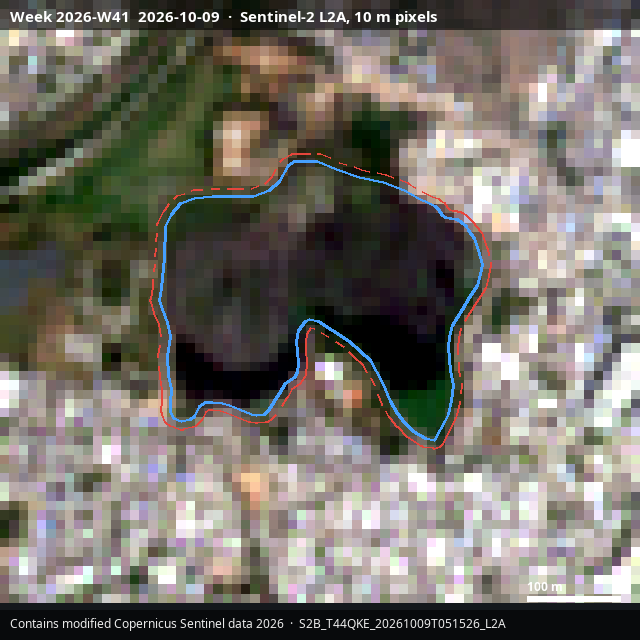 Week 2026-W41  2026-10-09  ·  Sentinel-2 L2A, 10 m pixels
100 m
Contains modified Copernicus Sentinel data 2026  ·  S2B_T44QKE_20261009T051526_L2A